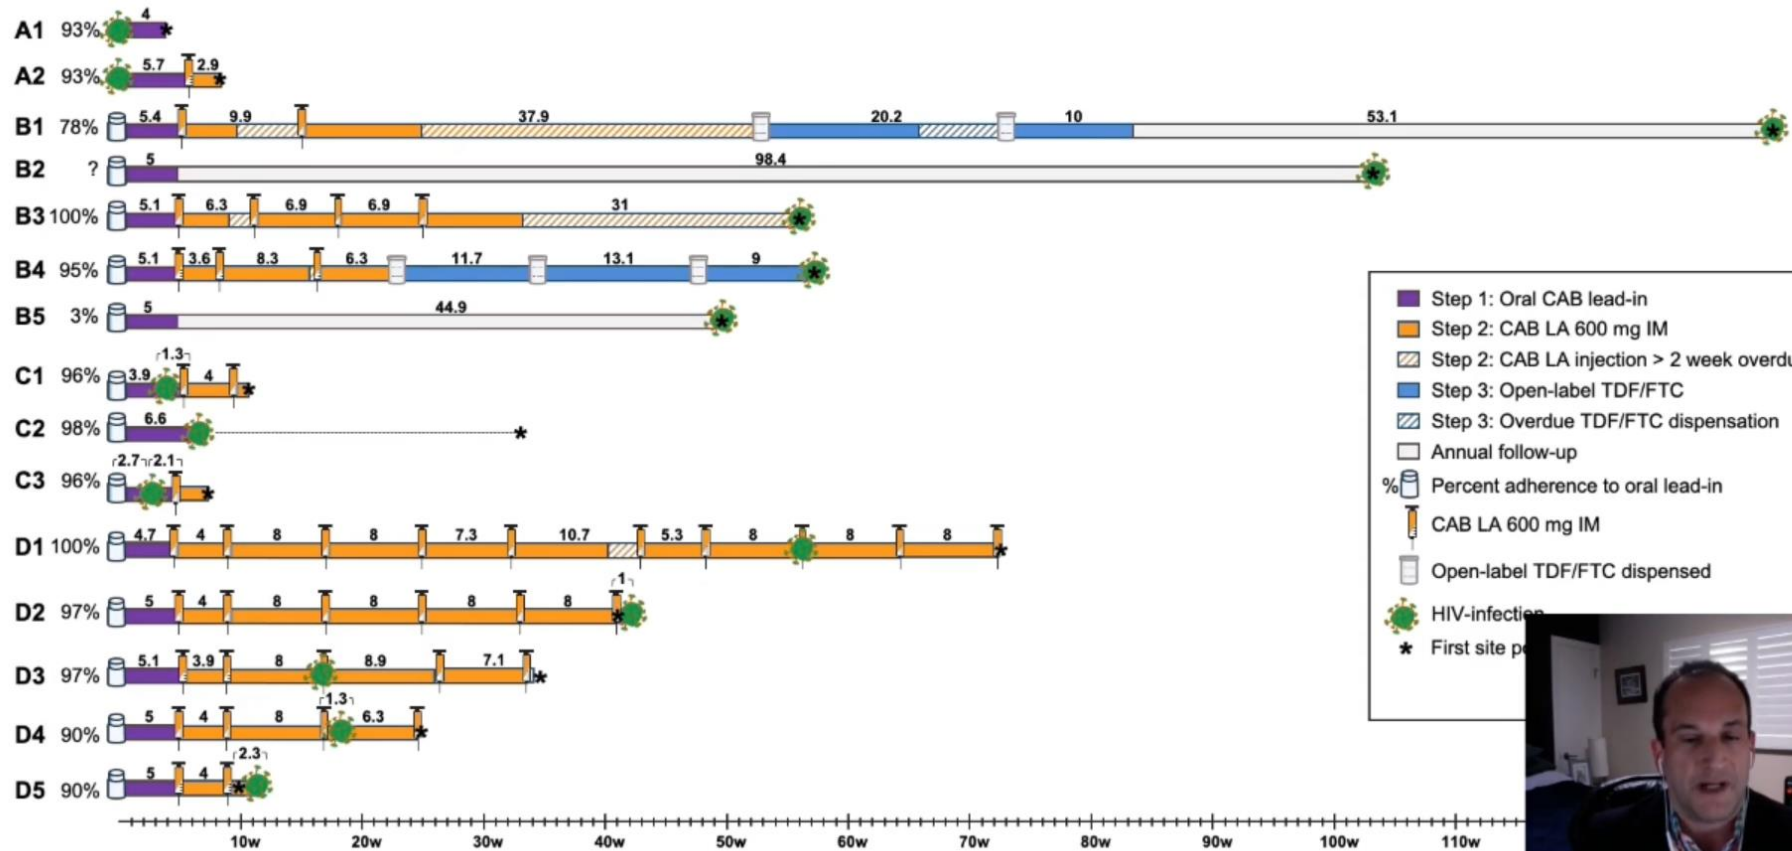 4
A1 93%
5.7 2.9
A2 93%
5.4 9.9 37.9 20.2 10 53.1
B1 78%
5 98.4
B2 ?
5.1 6.3 6.9 6.9 31
B3 100%
5.1 3.6 8.3 6.3 11.7 13.1 9
B4 95%
5 44.9
B5 3%
1.3
3.9 4
C1 96%
6.6
C2 98%
2.7 2.1
C3 96%
4.7 4 8 8 7.3 10.7 5.3 8 8 8
D1 100%
1
5 4 8 8 8 8
D2 97%
5.1 3.9 8 8.9 7.1
D3 97%
1.3
5 4 8 6.3
D4 90%
2.3
5 4
D5 90%
10w 20w 30w 40w 50w 60w 70w 80w 90w 100w 110w
Step 1: Oral CAB lead-in
Step 2: CAB LA 600 mg IM
Step 2: CAB LA injection > 2 week
Step 3: Open-label TDF/FTC
Step 3: Overdue TDF/FTC dispensation
Annual follow-up
% Percent adherence to oral lead-in
CAB LA 600 mg IM
Open-label TDF/FTC dispensed
HIV-infection
* First site